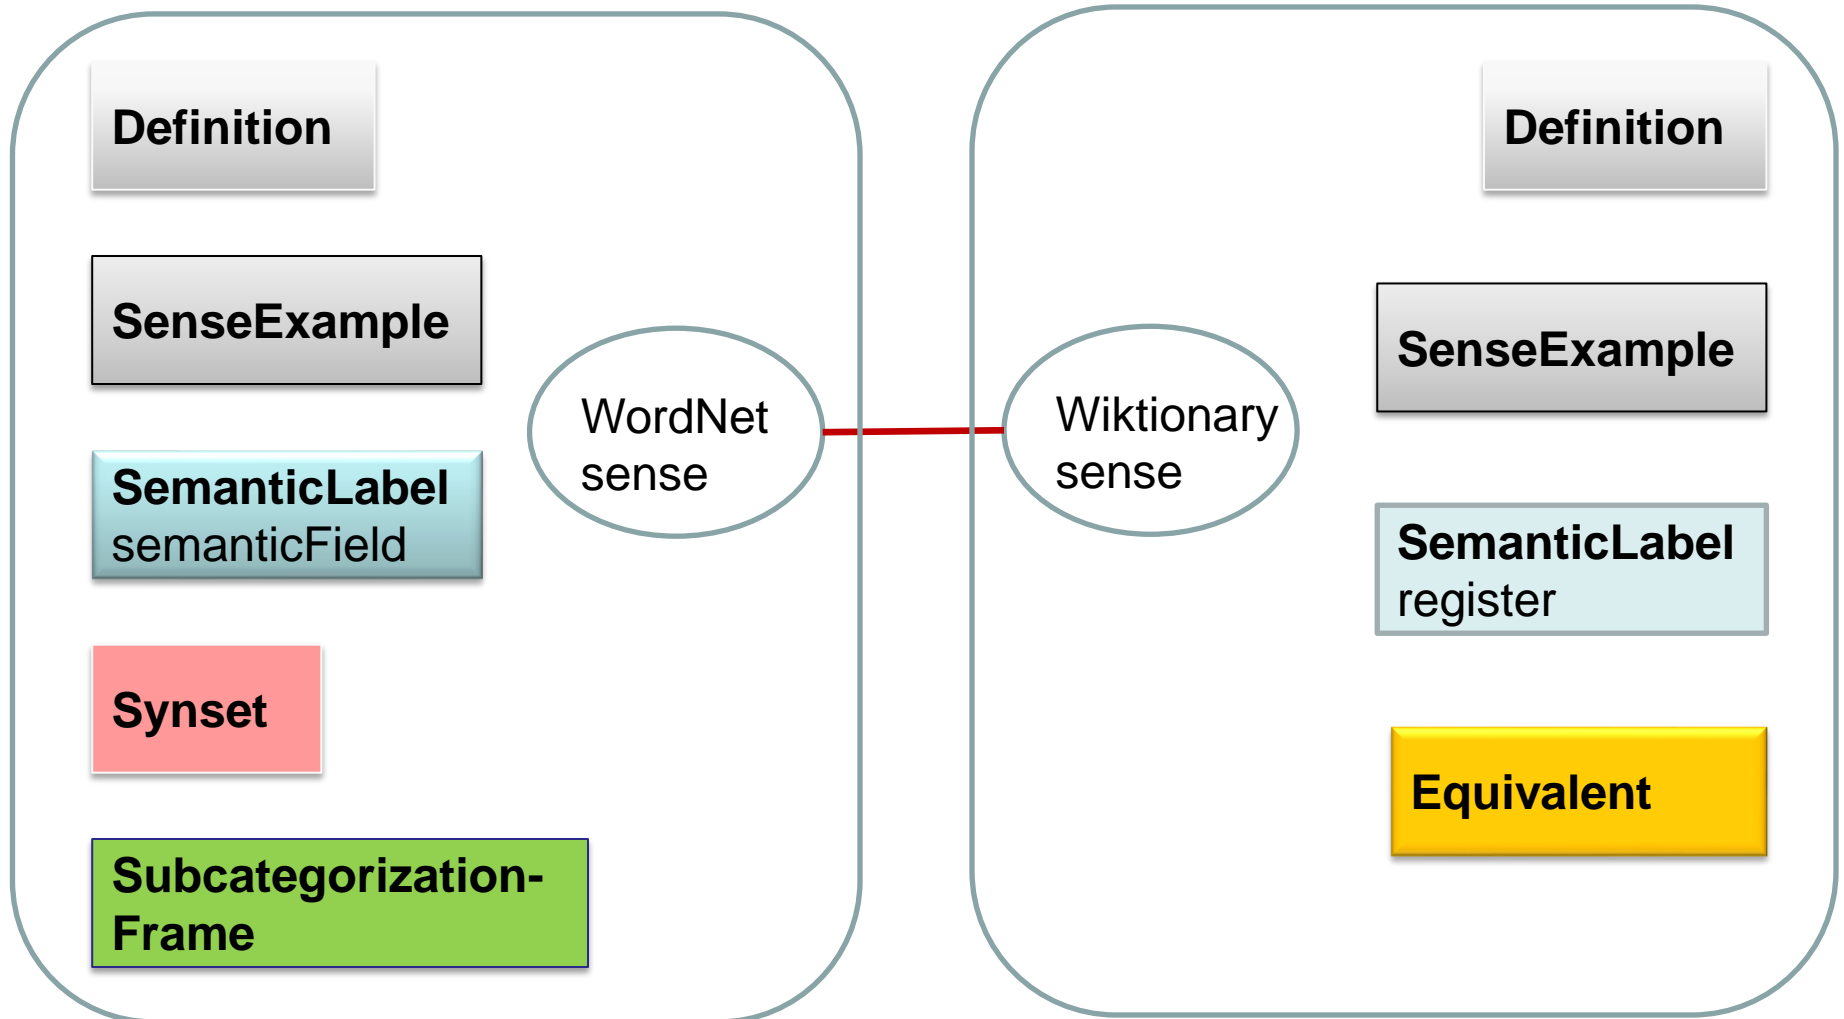 Definition
SenseExample
SemanticLabel
semanticField
Synset
Subcategorization-
Frame
WordNet
sense
Wiktionary
sense
Definition
SenseExample
SemanticLabel
register
Equivalent